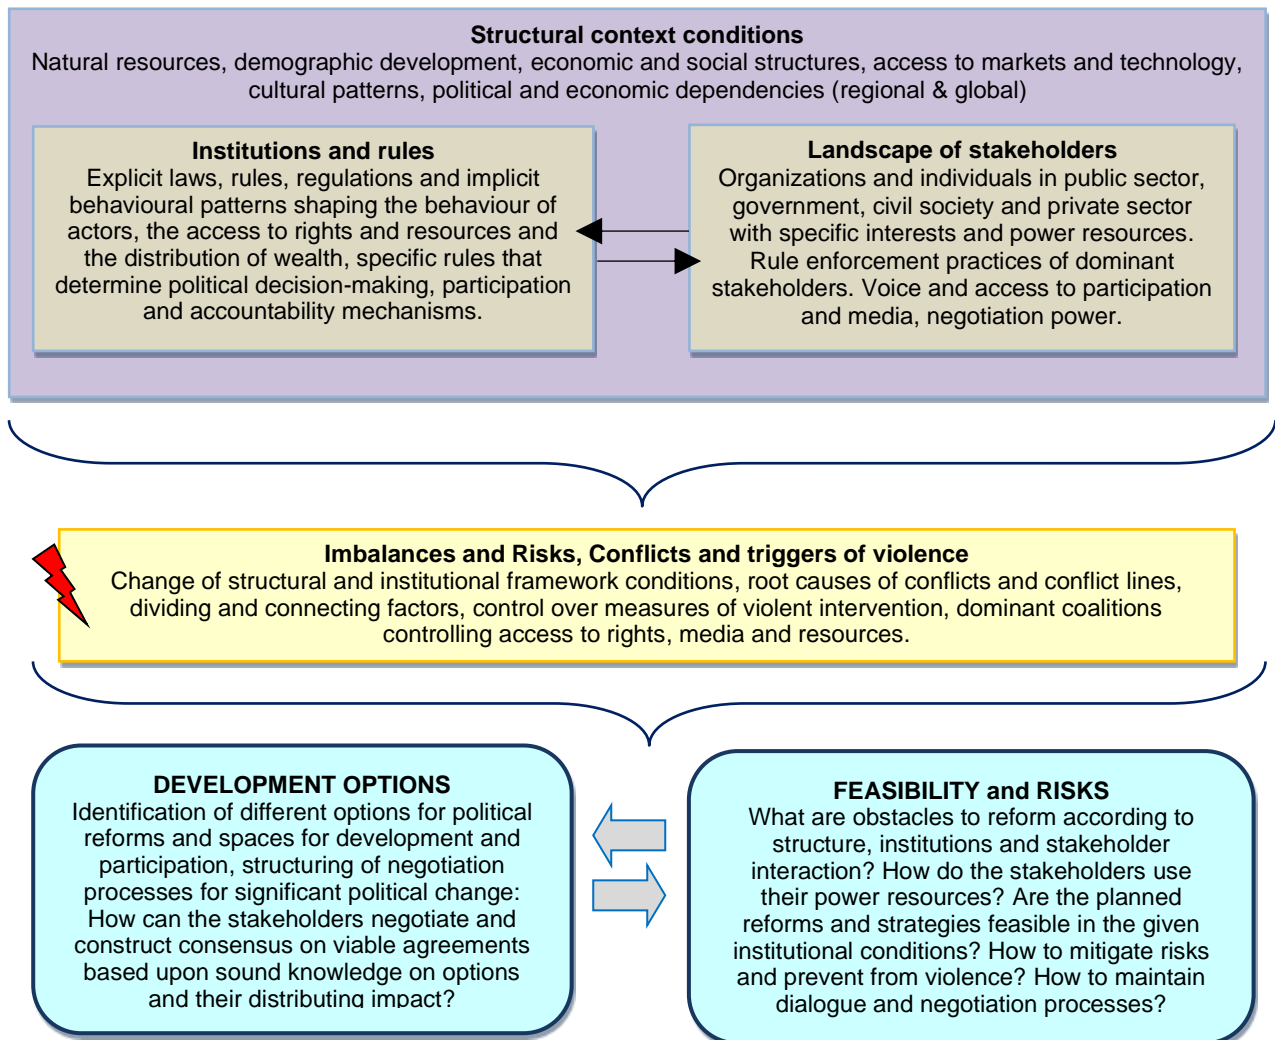 Structural context conditions
Natural resources, demographic development, economic and social structures, access to markets and technology,
cultural patterns, political and economic dependencies (regional & global)
Institutions and rules
Explicit laws, rules, regulations and implicit
behavioural patterns shaping the behaviour of
actors, the access to rights and resources and
the distribution of wealth, specific rules that
determine political decision-making, participation
and accountability mechanisms.
Landscape of stakeholders
Organizations and individuals in public sector,
government, civil society and private sector
with specific interests and power resources.
Rule enforcement practices of dominant
stakeholders. Voice and access to participation
and media, negotiation power.
Imbalances and Risks, Conflicts and triggers of violence
Change of structural and institutional framework conditions, root causes of conflicts and conflict lines,
dividing and connecting factors, control over measures of violent intervention, dominant coalitions
controlling access to rights, media and resources.
DEVELOPMENT OPTIONS
Identification of different options for political
reforms and spaces for development and
participation, structuring of negotiation
processes for significant political change:
How can the stakeholders negotiate and
construct consensus on viable agreements
based upon sound knowledge on options
and their distributing impact?
FEASIBILITY and RISKS
What are obstacles to reform according to
structure, institutions and stakeholder
interaction? How do the stakeholders use
their power resources? Are the planned
reforms and strategies feasible in the given
institutional conditions? How to mitigate risks
and prevent from violence? How to maintain
dialogue and negotiation processes?